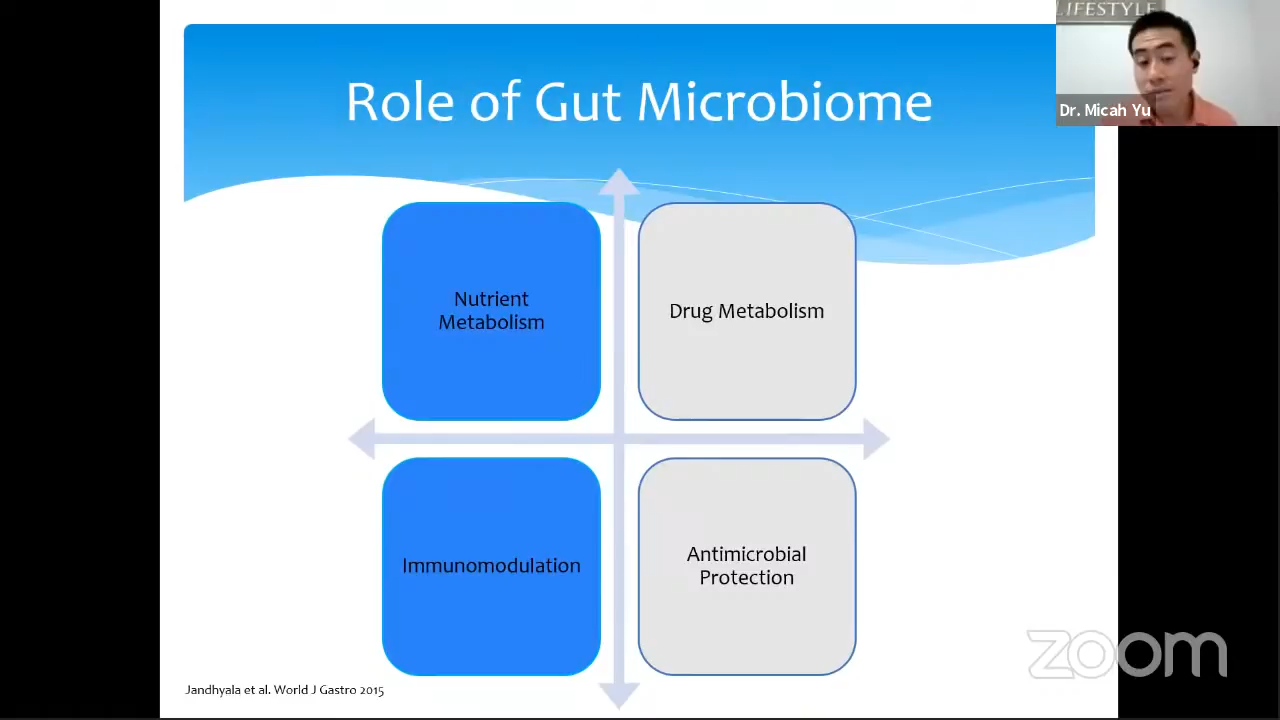 LIFESTYLE
Dr. Micah Yu
Role of Gut Microbiome
Nutrient
Metabolism
Drug Metabolism
Immunomodulation
Antimicrobial
Protection
Jandhyala et al. World J Gastro 2015
zoom